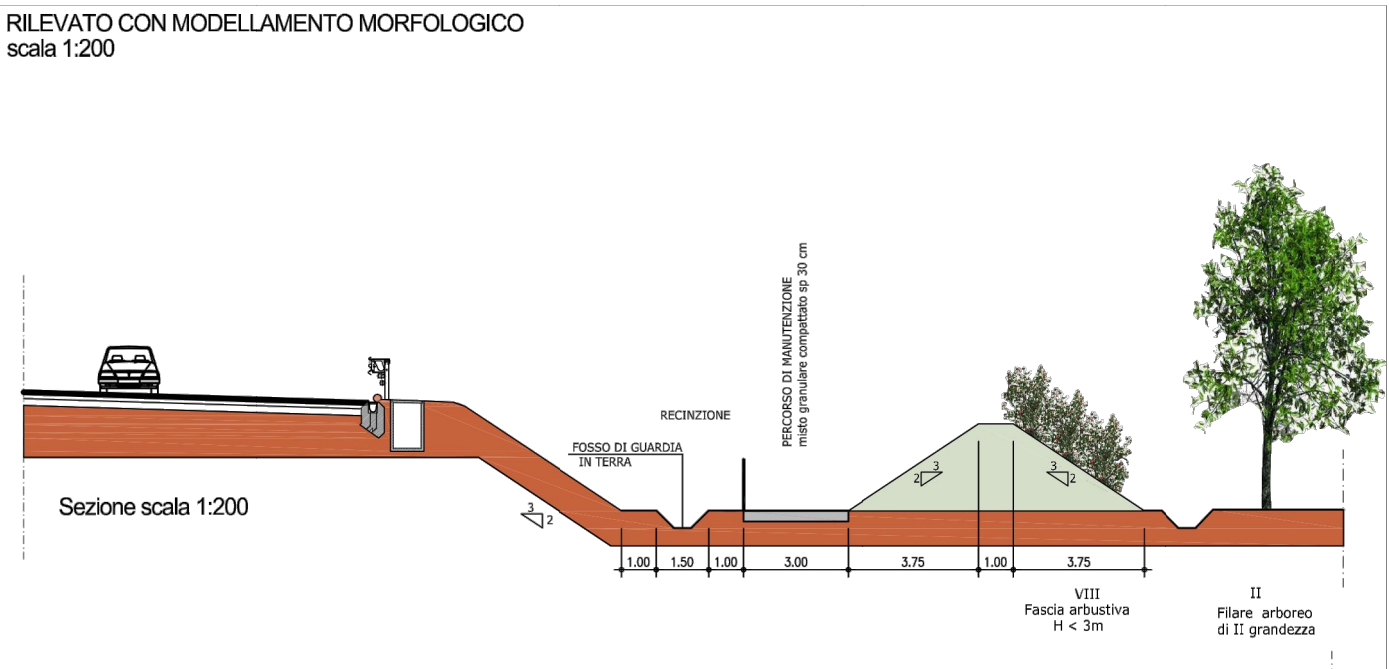 RILEVATO CON MODELLAMENTO MORFOLOGICO
scala 1:200
PERCORSO DI MANUTENZIONE
misto granulare compattato sp 30 cm
RECINZIONE
FOSSO DI GUARDIA
IN TERRA
3
2
3
2
3
2
Sezione scala 1:200
1.00 1.50 1.00 3.00 3.75 1.00 3.75
VIII
Fascia arbustiva
H < 3m
II
Filare arboreo
di II grandezza